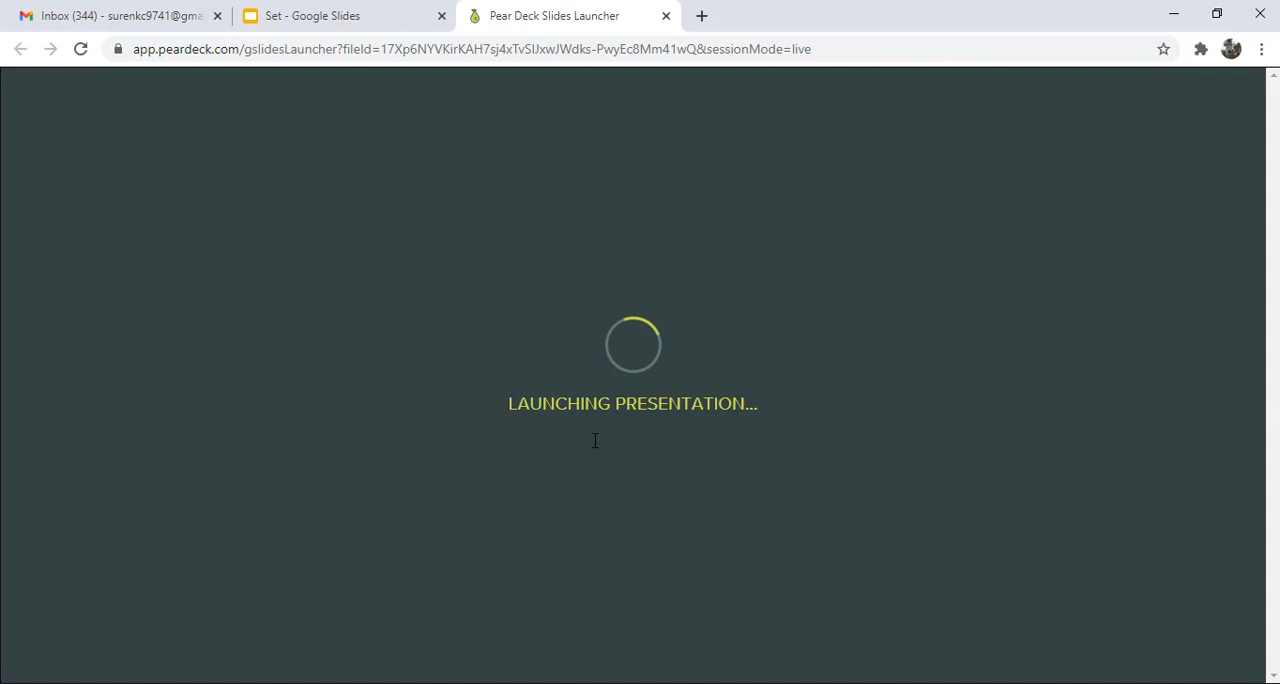 Inbox (344) - surenkc9741@gma
Set - Google Slides
Pear Deck Slides Launcher
app.peardeck.com/gslidesLauncher?fileId=17Xp6NYVKirKAH7sj4xTvSIJxwJWdks-PwyEc8Mm41wQ&sessionMode=live
LAUNCHING PRESENTATION...